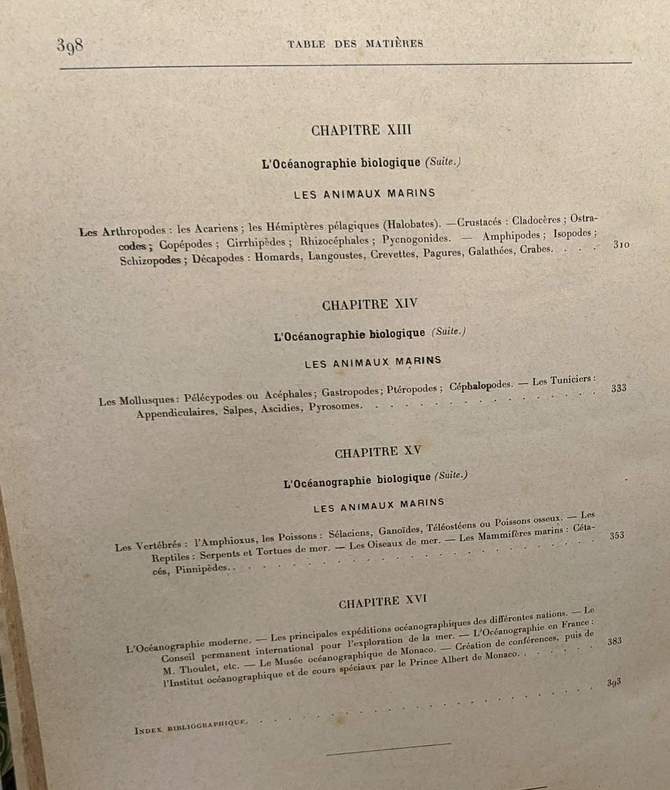 398
TABLE DES MATIÈRES
CHAPITRE XIII
L'Océanographie biologique (Suite.)
LES ANIMAUX MARINS
Les Arthropodes : les Acariens ; les Hémiptères pélagiques (Halobates). —Crustacés : Cladocères ; Ostra-
codes ; Copépodes ; Cirrhipèdes ; Rhizocéphales ; Pycnogonides. — Amphipodes ; Isopodes ;
Schizopodes ; Décapodes : Homards, Langoustes, Crevettes, Pagures, Galathées, Crabes. . . . 310
CHAPITRE XIV
L'Océanographie biologique (Suite.)
LES ANIMAUX MARINS
Les Mollusques : Pélécypodes ou Acéphales ; Gastropodes ; Ptéropodes ; Céphalopodes. — Les Tuniciers :
Appendiculaires, Salpes, Ascidies, Pyrosomes. . . . . . . . . . . . . . . . 333
CHAPITRE XV
L'Océanographie biologique (Suite.)
LES ANIMAUX MARINS
Les Vertébrés : l'Amphioxus, les Poissons : Sélaciens, Ganoïdes, Téléostéens ou Poissons osseux. — Les
Reptiles : Serpents et Tortues de mer. — Les Oiseaux de mer. — Les Mammifères marins : Céta-
cés, Pinnipèdes. . . . . . . . . . . . . . . . . . . . . . . . . 353
CHAPITRE XVI
L'Océanographie moderne. — Les principales expéditions océanographiques des différentes nations. — Le
Conseil permanent international pour l'exploration de la mer. — L'Océanographie en France :
M. Thoulet, etc. — Le Musée océanographique de Monaco. — Création de conférences, puis de
l'Institut océanographique et de cours spéciaux par le Prince Albert de Monaco. . . . . . 383
INDEX BIBLIOGRAPHIQUE. . . . . . . . . . . . . . . . . . . . . . . . . 393